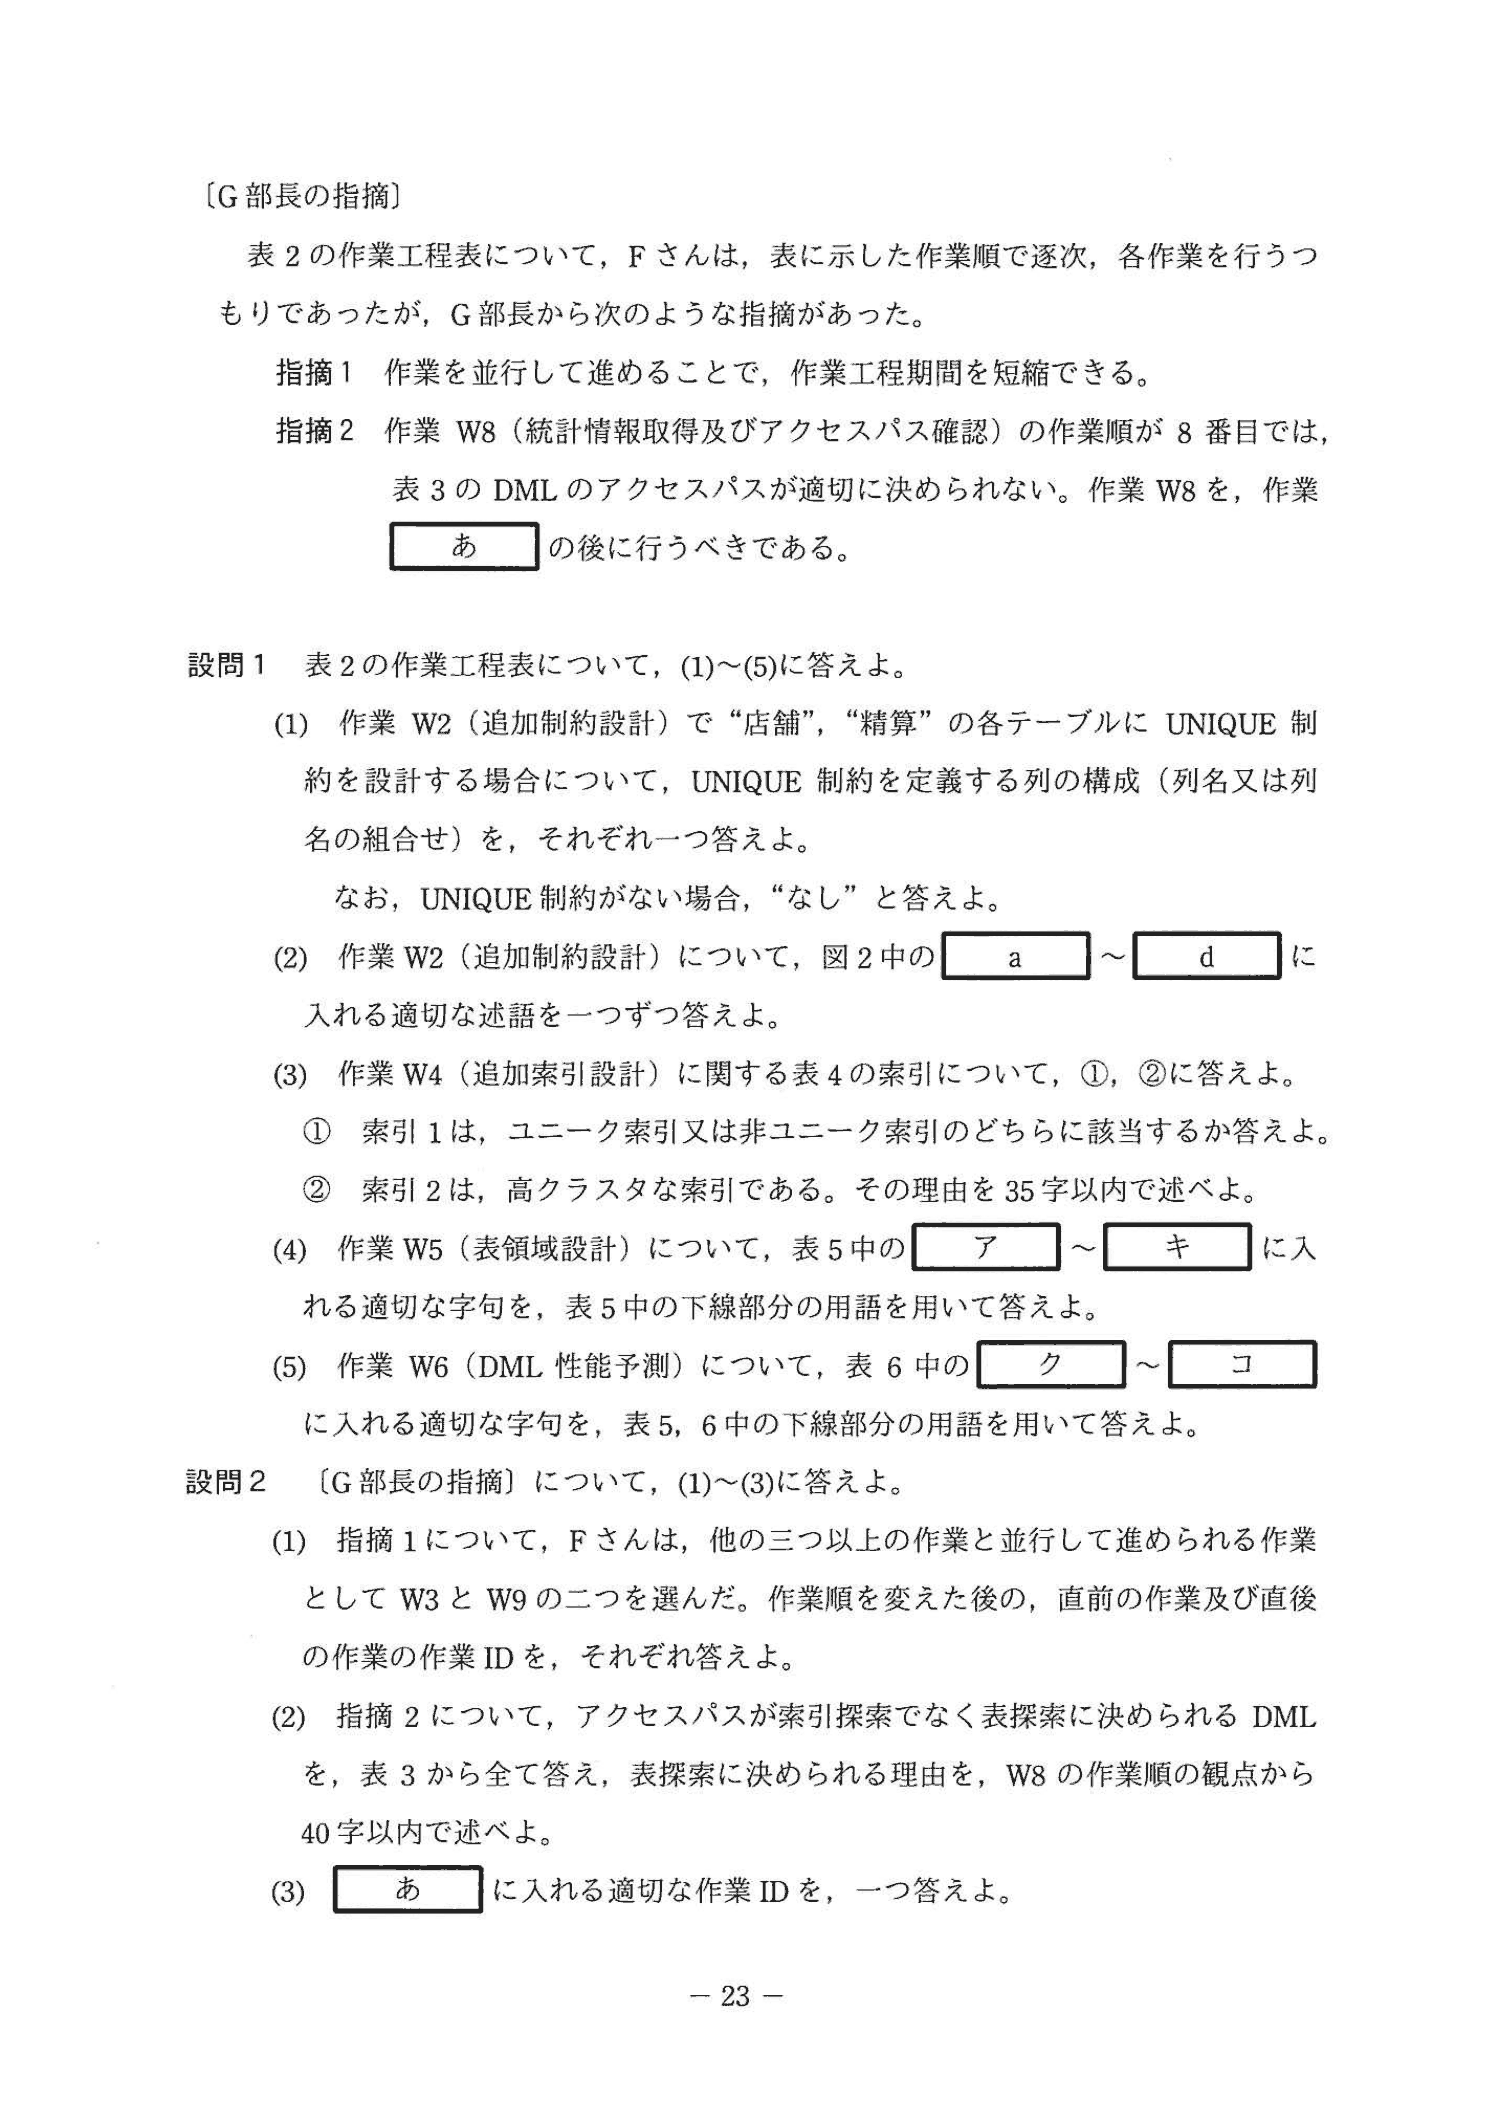 〔G 部長の指摘〕
表 2 の作業工程表について，F さんは，表に示した作業順で逐次，各作業を行うつ
もりであったが，G 部長から次のような指摘があった。
指摘 1　作業を並行して進めることで，作業工程期間を短縮できる。
指摘 2　作業 W8（統計情報取得及びアクセスパス確認）の作業順が 8 番目では，
表 3 の DML のアクセスパスが適切に決められない。作業 W8 を，作業
あ の後に行うべきである。
設問 1　表 2 の作業工程表について，(1)～(5)に答えよ。
(1)　作業 W2（追加制約設計）で “店舗”，“精算” の各テーブルに UNIQUE 制
約を設計する場合について，UNIQUE 制約を定義する列の構成（列名又は列
名の組合せ）を，それぞれ一つ答えよ。
なお，UNIQUE 制約がない場合，“なし” と答えよ。
(2)　作業 W2（追加制約設計）について，図 2 中の a ～ d に
入れる適切な述語を一つずつ答えよ。
(3)　作業 W4（追加索引設計）に関する表 4 の索引について，①，②に答えよ。
①　索引 1 は，ユニーク索引又は非ユニーク索引のどちらに該当するか答えよ。
②　索引 2 は，高クラスタな索引である。その理由を 35 字以内で述べよ。
(4)　作業 W5（表領域設計）について，表 5 中の ア ～ キ に入
れる適切な字句を，表 5 中の下線部分の用語を用いて答えよ。
(5)　作業 W6（DML 性能予測）について，表 6 中の ク ～ コ
に入れる適切な字句を，表 5，6 中の下線部分の用語を用いて答えよ。
設問 2　〔G 部長の指摘〕について，(1)～(3)に答えよ。
(1)　指摘 1 について，F さんは，他の三つ以上の作業と並行して進められる作業
として W3 と W9 の二つを選んだ。作業順を変えた後の，直前の作業及び直後
の作業の作業 ID を，それぞれ答えよ。
(2)　指摘 2 について，アクセスパスが索引探索でなく表探索に決められる DML
を，表 3 から全て答え，表探索に決められる理由を，W8 の作業順の観点から
40 字以内で述べよ。
(3)　あ に入れる適切な作業 ID を，一つ答えよ。
－ 23 －